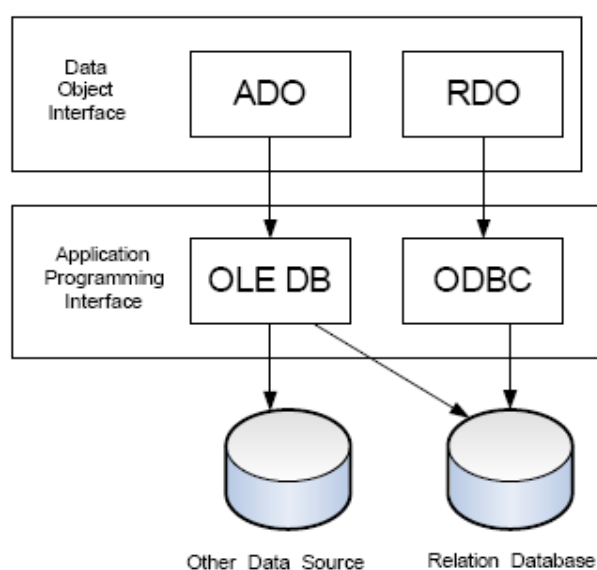 Data
Object
Interface
ADO
RDO
Application
Programming
Interface
OLE DB
ODBC
Other Data Source
Relation Database